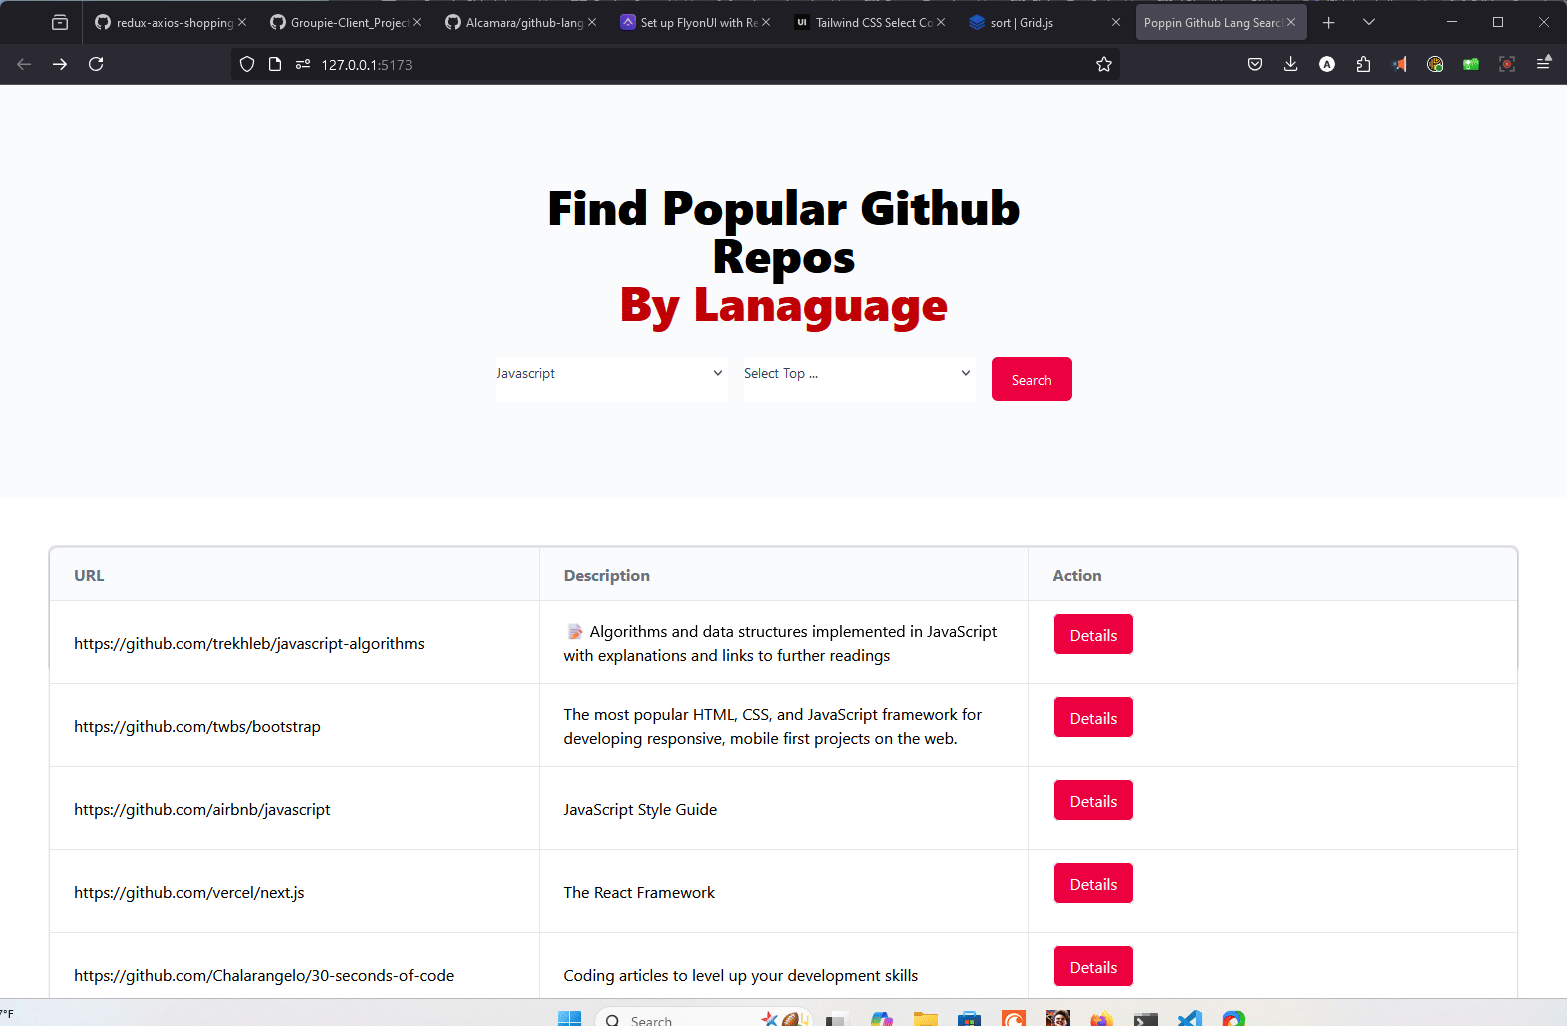 redux-axios-shopping
Groupie-Client_Project
Alcamara/github-lang
Set up FlyonUI with Re
UI Tailwind CSS Select Co
sort | Grid.js
Poppin Github Lang Search
127.0.0.1:5173
A
Find Popular Github
Repos
By Lanaguage
Javascript
Select Top ...
Search
URL
Description
Action
https://github.com/trekhleb/javascript-algorithms
Algorithms and data structures implemented in JavaScript
with explanations and links to further readings
Details
https://github.com/twbs/bootstrap
The most popular HTML, CSS, and JavaScript framework for
developing responsive, mobile first projects on the web.
Details
https://github.com/airbnb/javascript
JavaScript Style Guide
Details
https://github.com/vercel/next.js
The React Framework
Details
https://github.com/Chalarangelo/30-seconds-of-code
Coding articles to level up your development skills
Details
7°F
Search